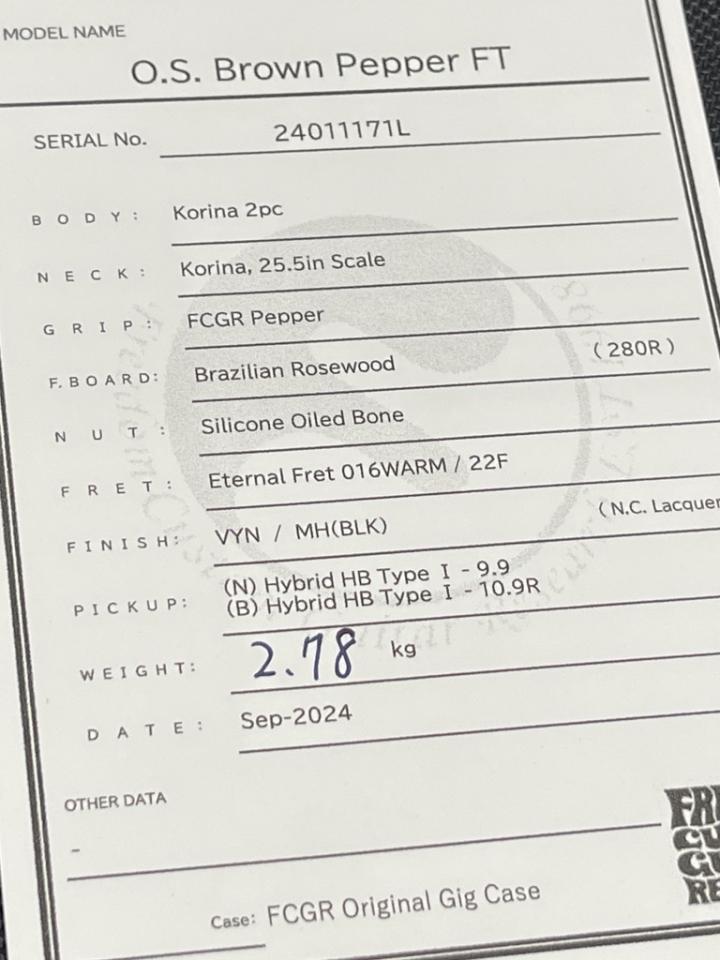 MODEL NAME
O.S. Brown Pepper FT
SERIAL No. 24011171L
BODY: Korina 2pc
NECK: Korina, 25.5in Scale
GRIP: FCGR Pepper
F.BOARD: Brazilian Rosewood (280R)
NUT: Silicone Oiled Bone
FRET: Eternal Fret 016WARM / 22F
FINISH: VYN / MH(BLK) (N.C. Lacquer
PICKUP: (N) Hybrid HB Type I - 9.9
(B) Hybrid HB Type I - 10.9R
WEIGHT: 2.78 kg
DATE: Sep-2024
OTHER DATA
-
Case: FCGR Original Gig Case